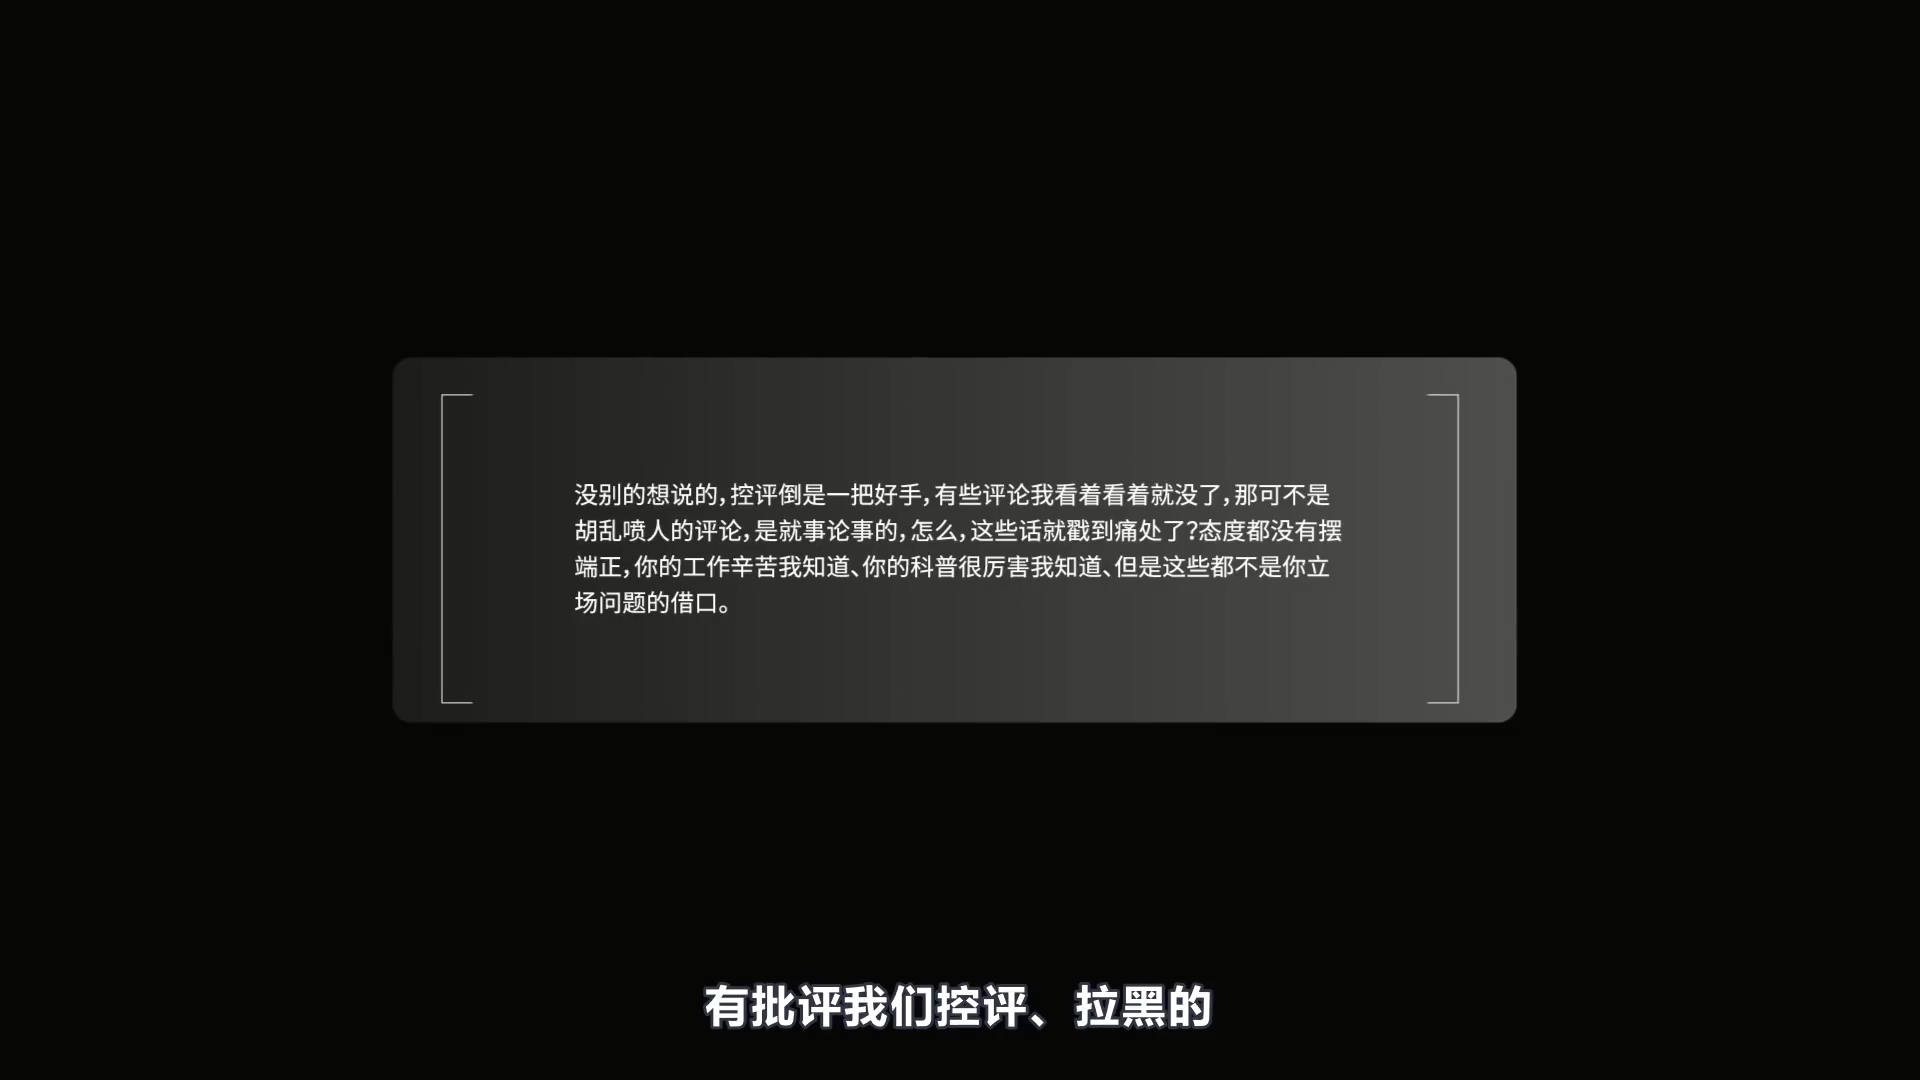 没别的想说的,控评倒是一把好手,有些评论我看着看着就没了,那可不是
胡乱喷人的评论,是就事论事的,怎么,这些话就戳到痛处了?态度都没有摆
端正,你的工作辛苦我知道、你的科普很厉害我知道、但是这些都不是你立
场问题的借口。
有批评我们控评、拉黑的